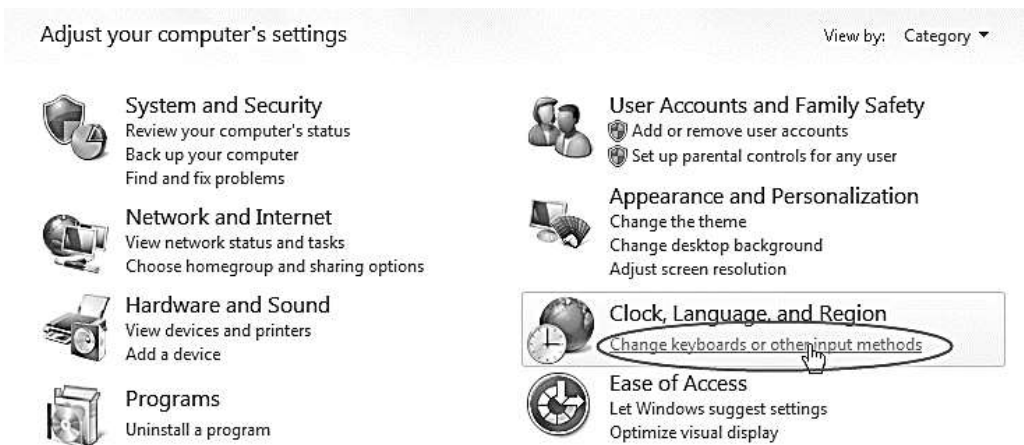 Adjust your computer's settings
View by: Category
System and Security
Review your computer's status
Back up your computer
Find and fix problems
Network and Internet
View network status and tasks
Choose homegroup and sharing options
Hardware and Sound
View devices and printers
Add a device
Programs
Uninstall a program
User Accounts and Family Safety
Add or remove user accounts
Set up parental controls for any user
Appearance and Personalization
Change the theme
Change desktop background
Adjust screen resolution
Clock, Language, and Region
Change keyboards or other input methods
Ease of Access
Let Windows suggest settings
Optimize visual display